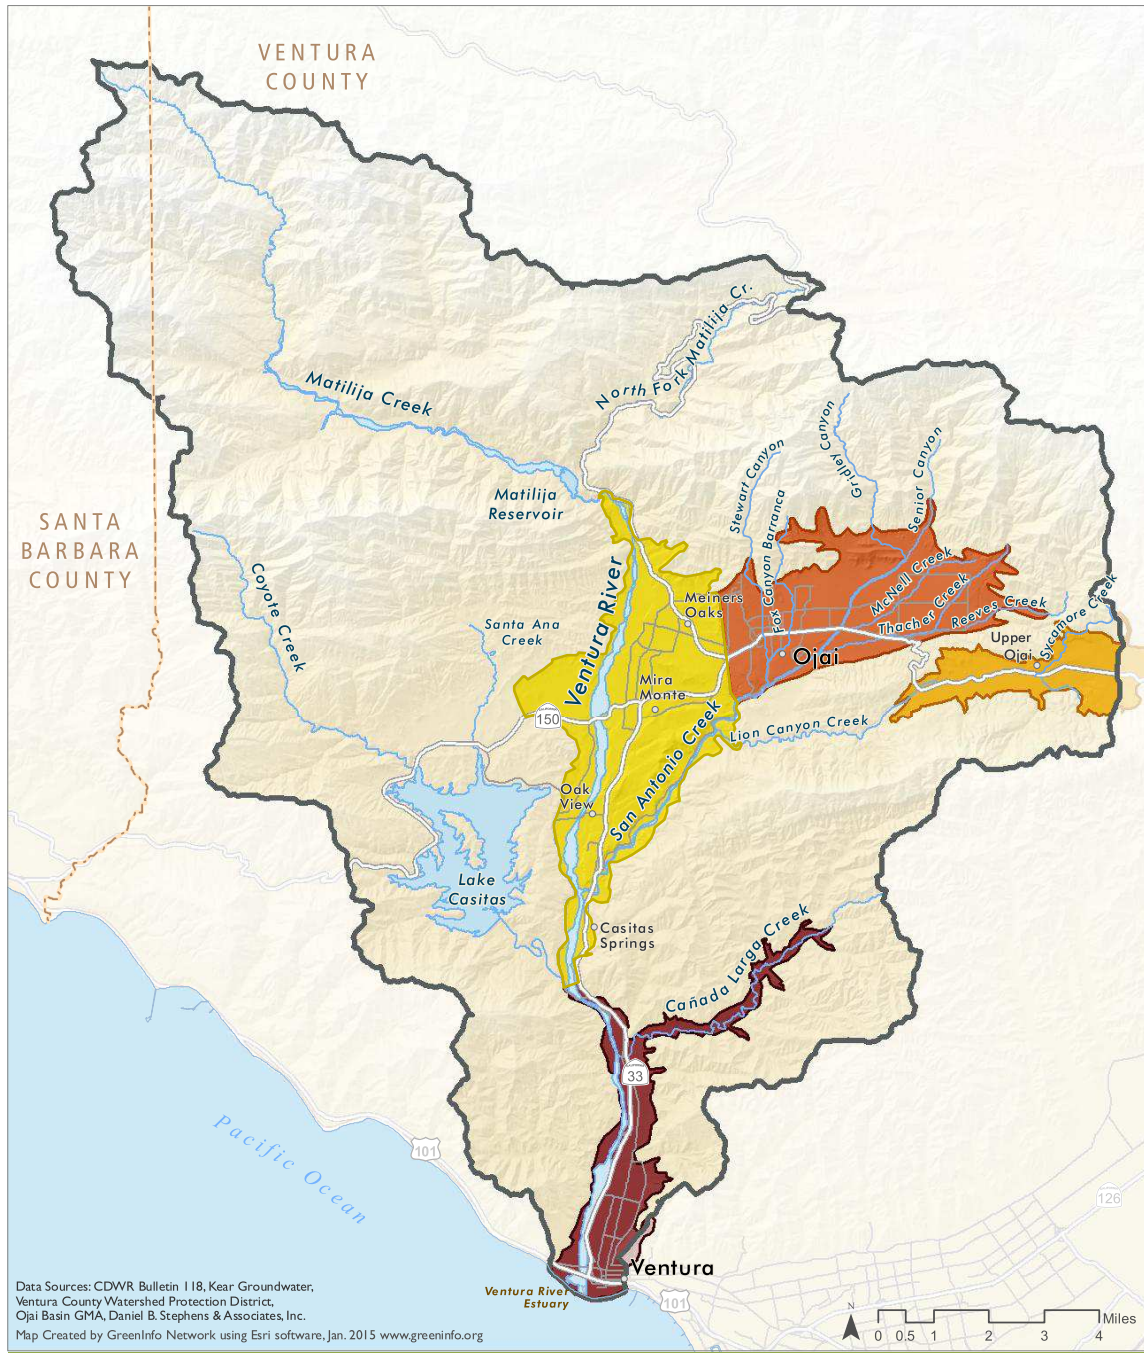 VENTURA
COUNTY
North Fork Matilija Cr.
Matilija Creek
Gridley Canyon
Senior Canyon
Stewart Canyon
Fox Canyon Barranca
Matilija
Reservoir
SANTA
BARBARA
COUNTY
Coyote Creek
Santa Ana
Creek
Ventura River
Meiners
Oaks
McNell Creek
Thacher Creek
Reeves Creek
Sycamore Creek
Upper
Ojai
Ojai
Mira
Monte
150
San Antonio Creek
Lion Canyon Creek
Oak
View
Lake
Casitas
Casitas
Springs
Cañada Larga Creek
33
Pacific Ocean
101
126
Ventura
Ventura River
Estuary
101
Data Sources: CDWR Bulletin 118, Kear Groundwater,
Ventura County Watershed Protection District,
Ojai Basin GMA, Daniel B. Stephens & Associates, Inc.
Map Created by GreenInfo Network using Esri software, Jan. 2015 www.greeninfo.org
N
Miles
0 0.5 1 2 3 4